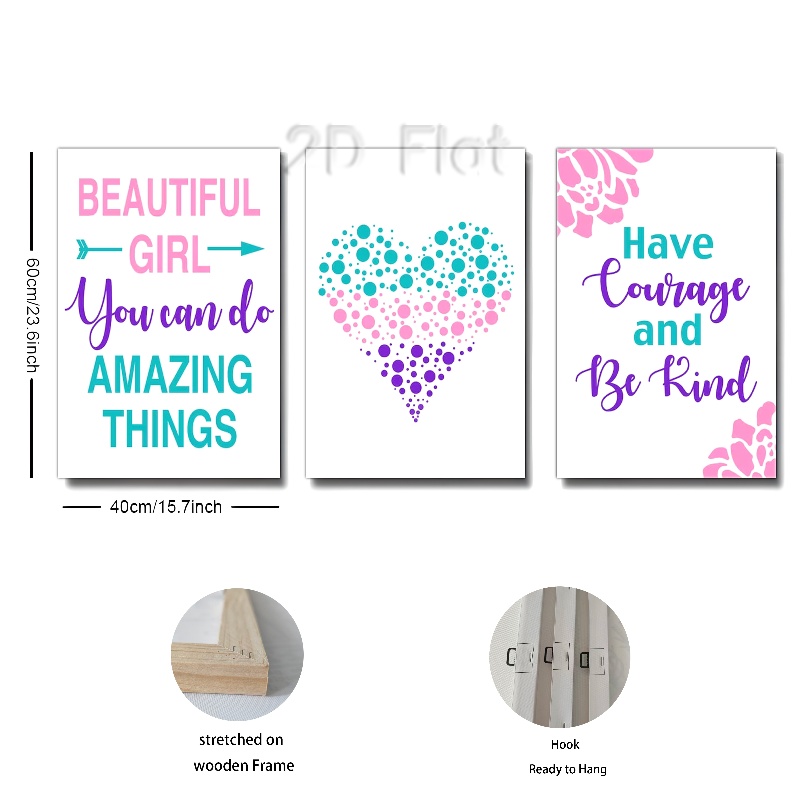 2D Flat
BEAUTIFUL
GIRL
You can do
AMAZING
THINGS
Have
Courage
and
Be Kind
60cm/23.6inch
40cm/15.7inch
stretched on
wooden Frame
Hook
Ready to Hang